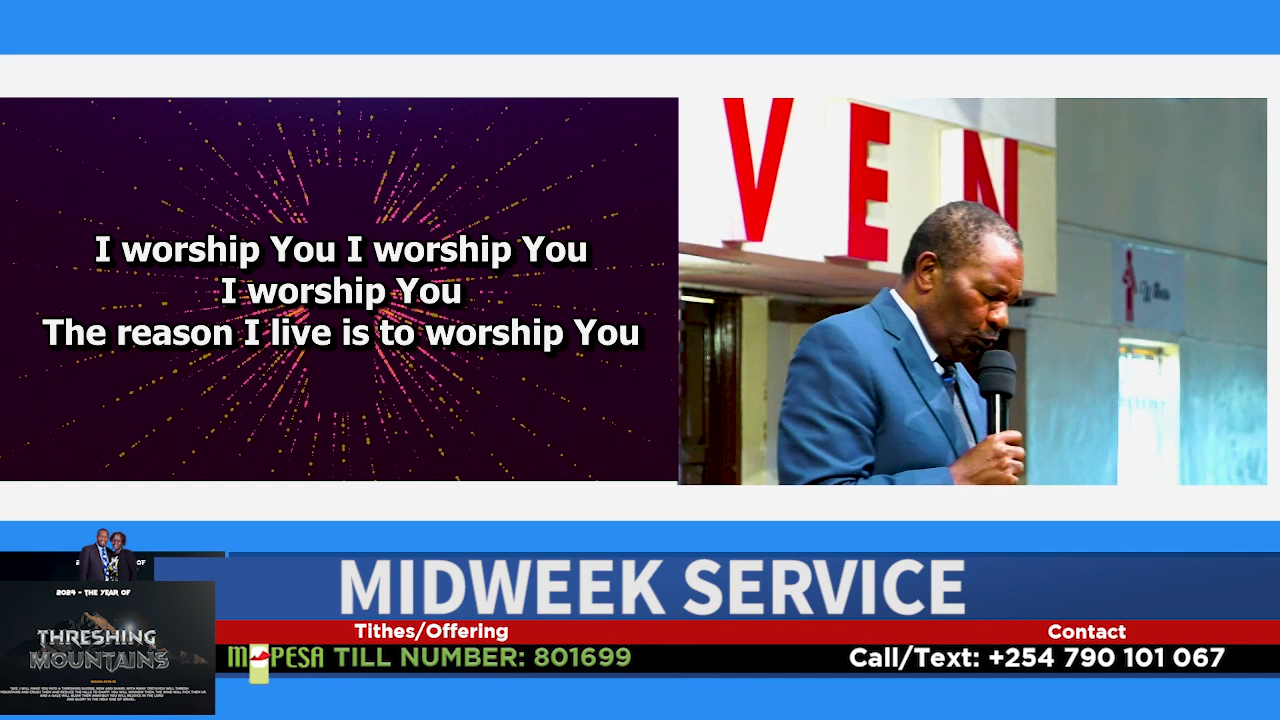 I worship You I worship You
I worship You
The reason I live is to worship You
VEN
MIDWEEK SERVICE
Tithes/Offering
Contact
M PESA TILL NUMBER: 801699
Call/Text: +254 790 101 067
OF
2024 - THE YEAR OF
THRESHING
MOUNTAINS